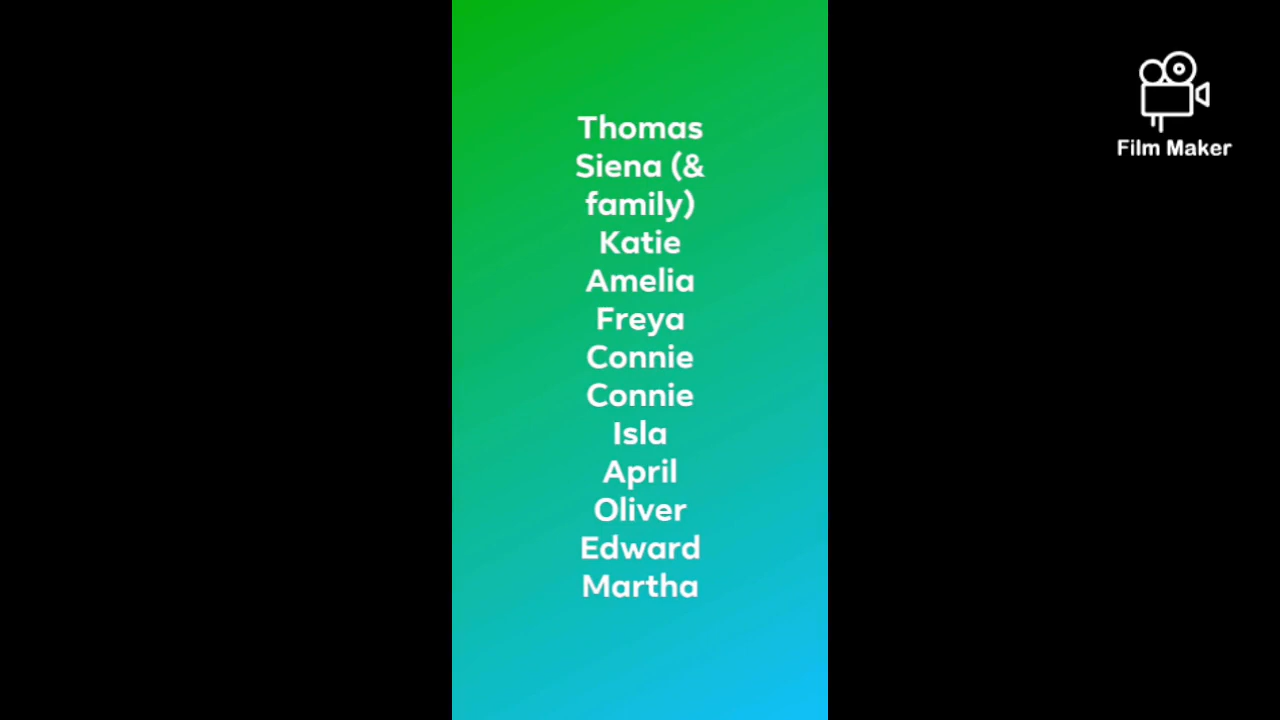 Thomas
Siena (&
family)
Katie
Amelia
Freya
Connie
Connie
Isla
April
Oliver
Edward
Martha
Film Maker